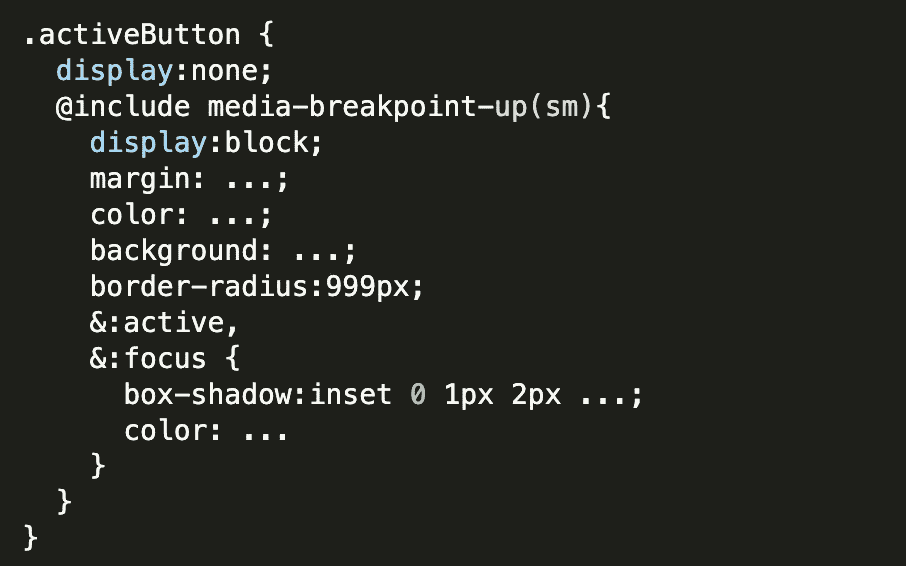 .activeButton {
  display:none;
  @include media-breakpoint-up(sm){
    display:block;
    margin: ...;
    color: ...;
    background: ...;
    border-radius:999px;
    &:active,
    &:focus {
      box-shadow:inset 0 1px 2px ...;
      color: ...
    }
  }
}